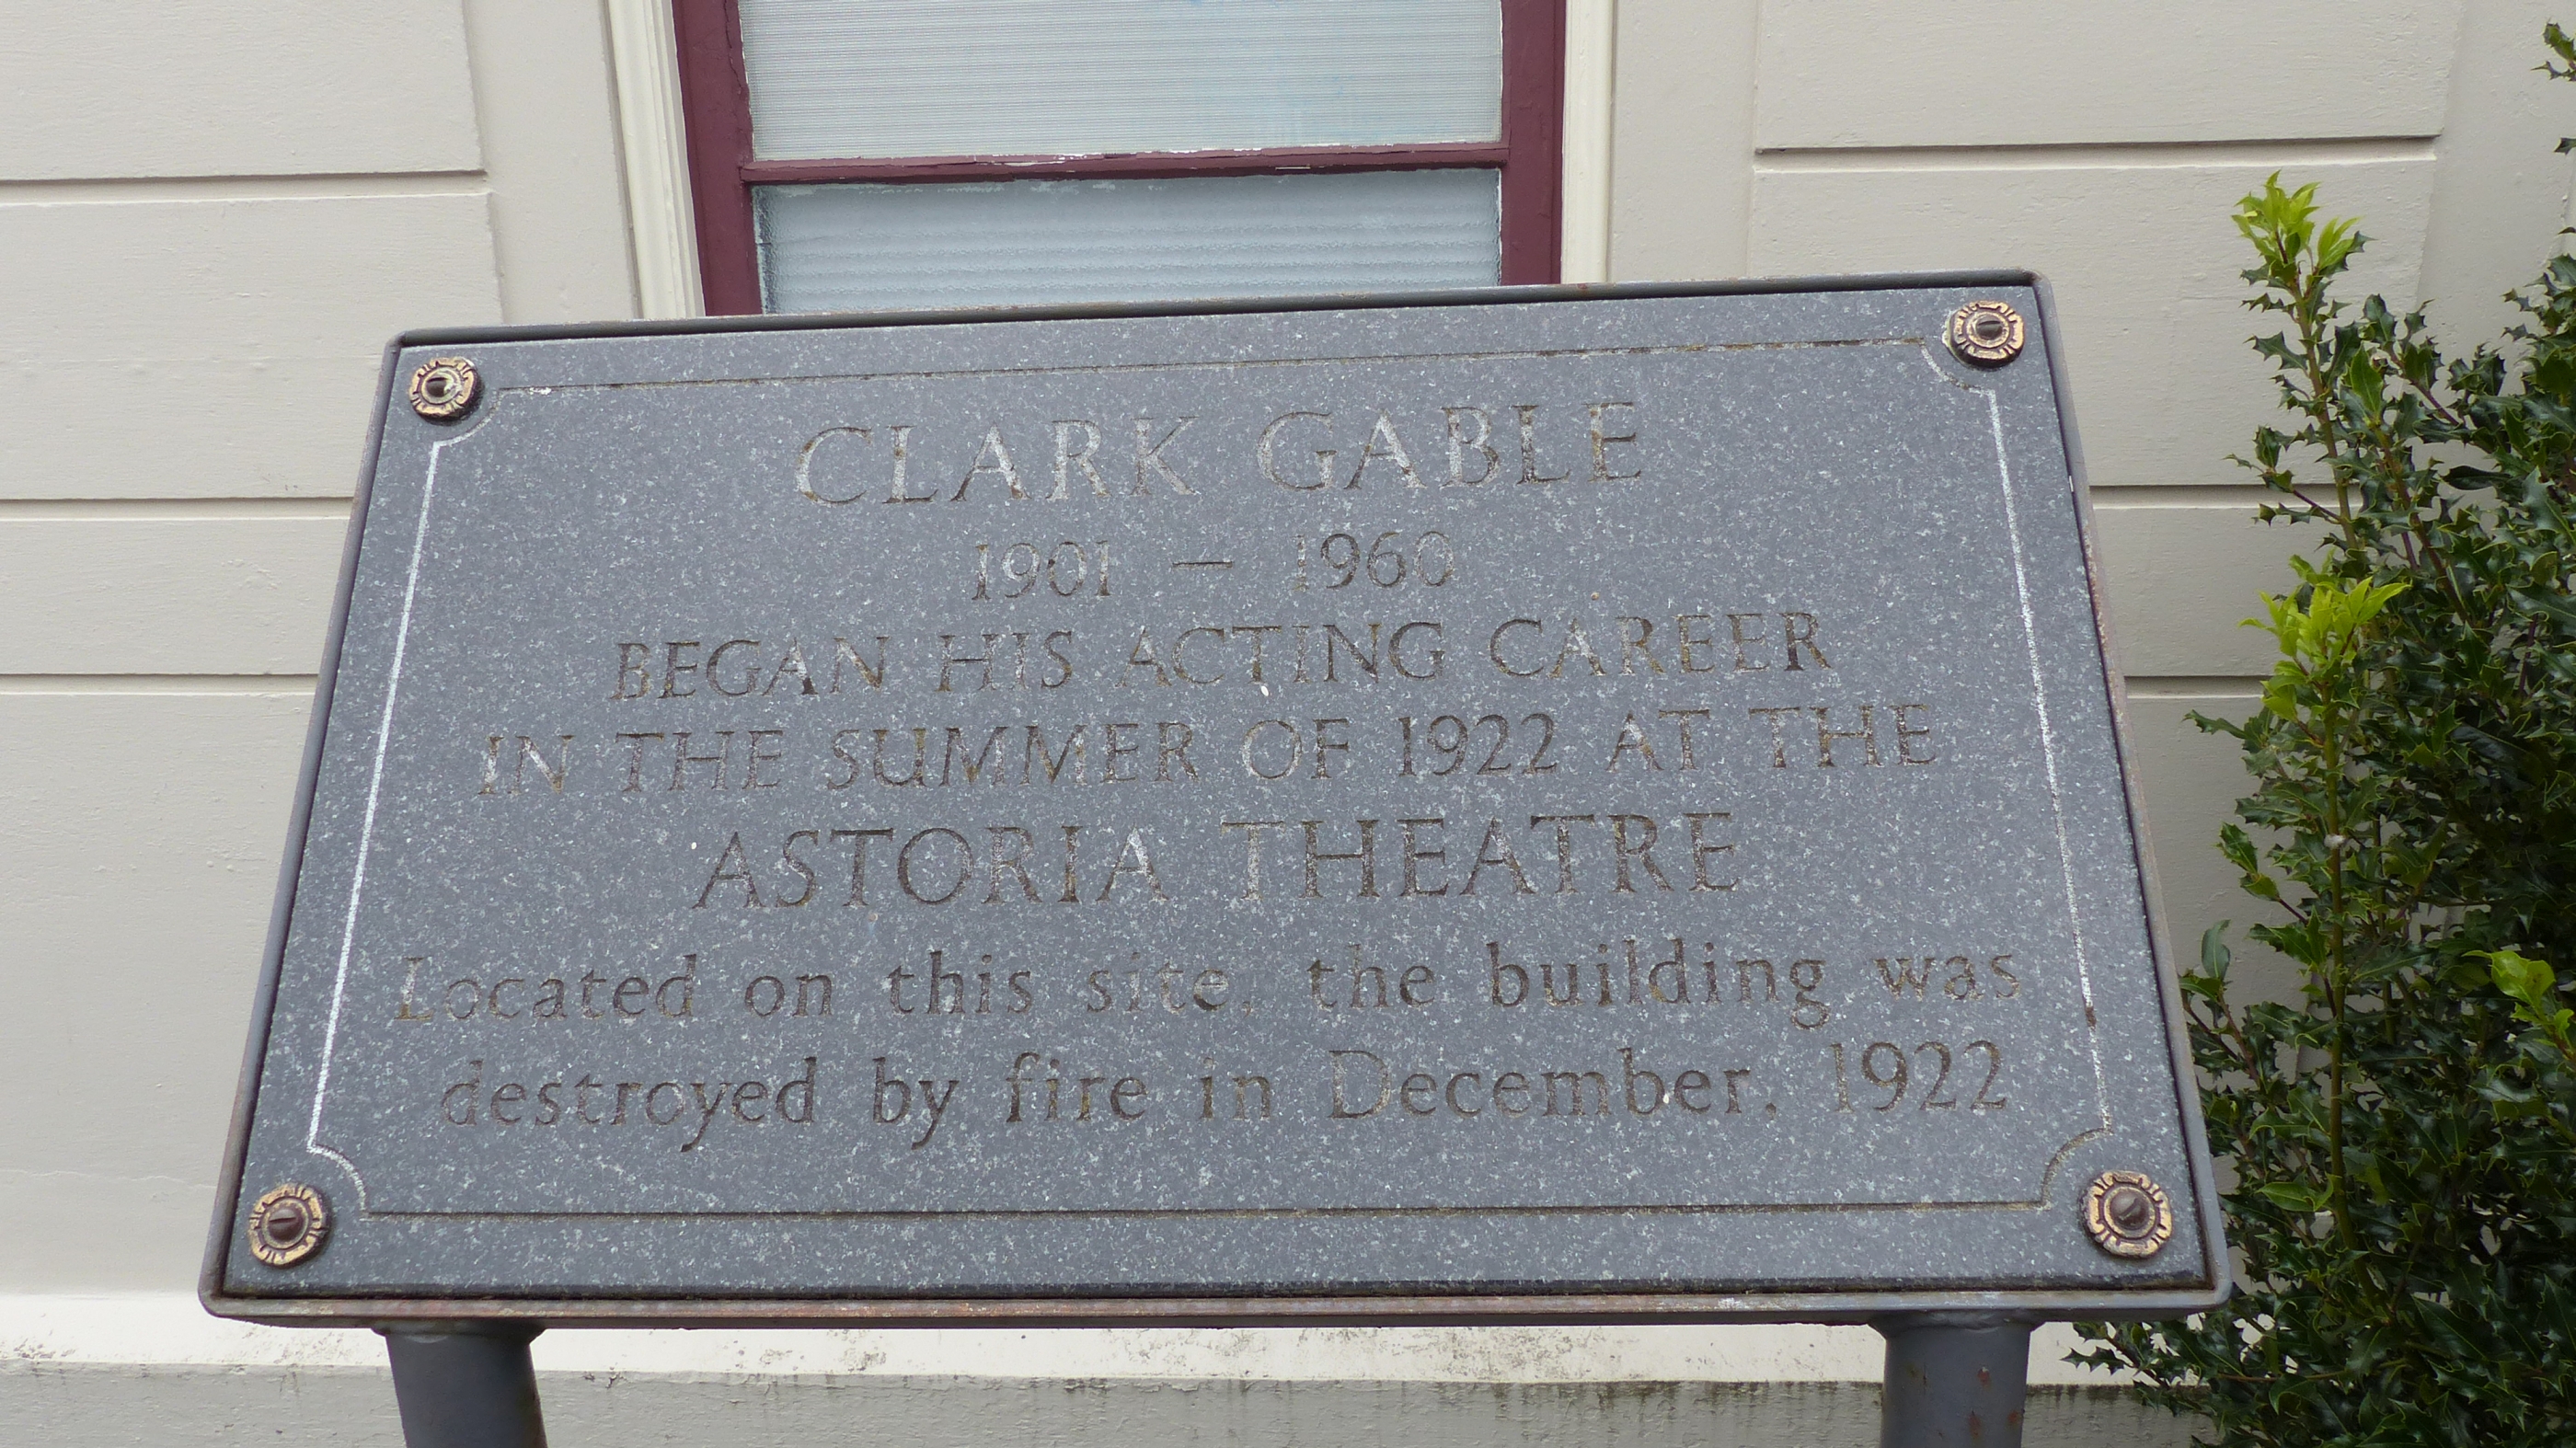 CLARK GABLE
1901 – 1960
BEGAN HIS ACTING CAREER
IN THE SUMMER OF 1922 AT THE
ASTORIA THEATRE
Located on this site, the building was
destroyed by fire in December, 1922